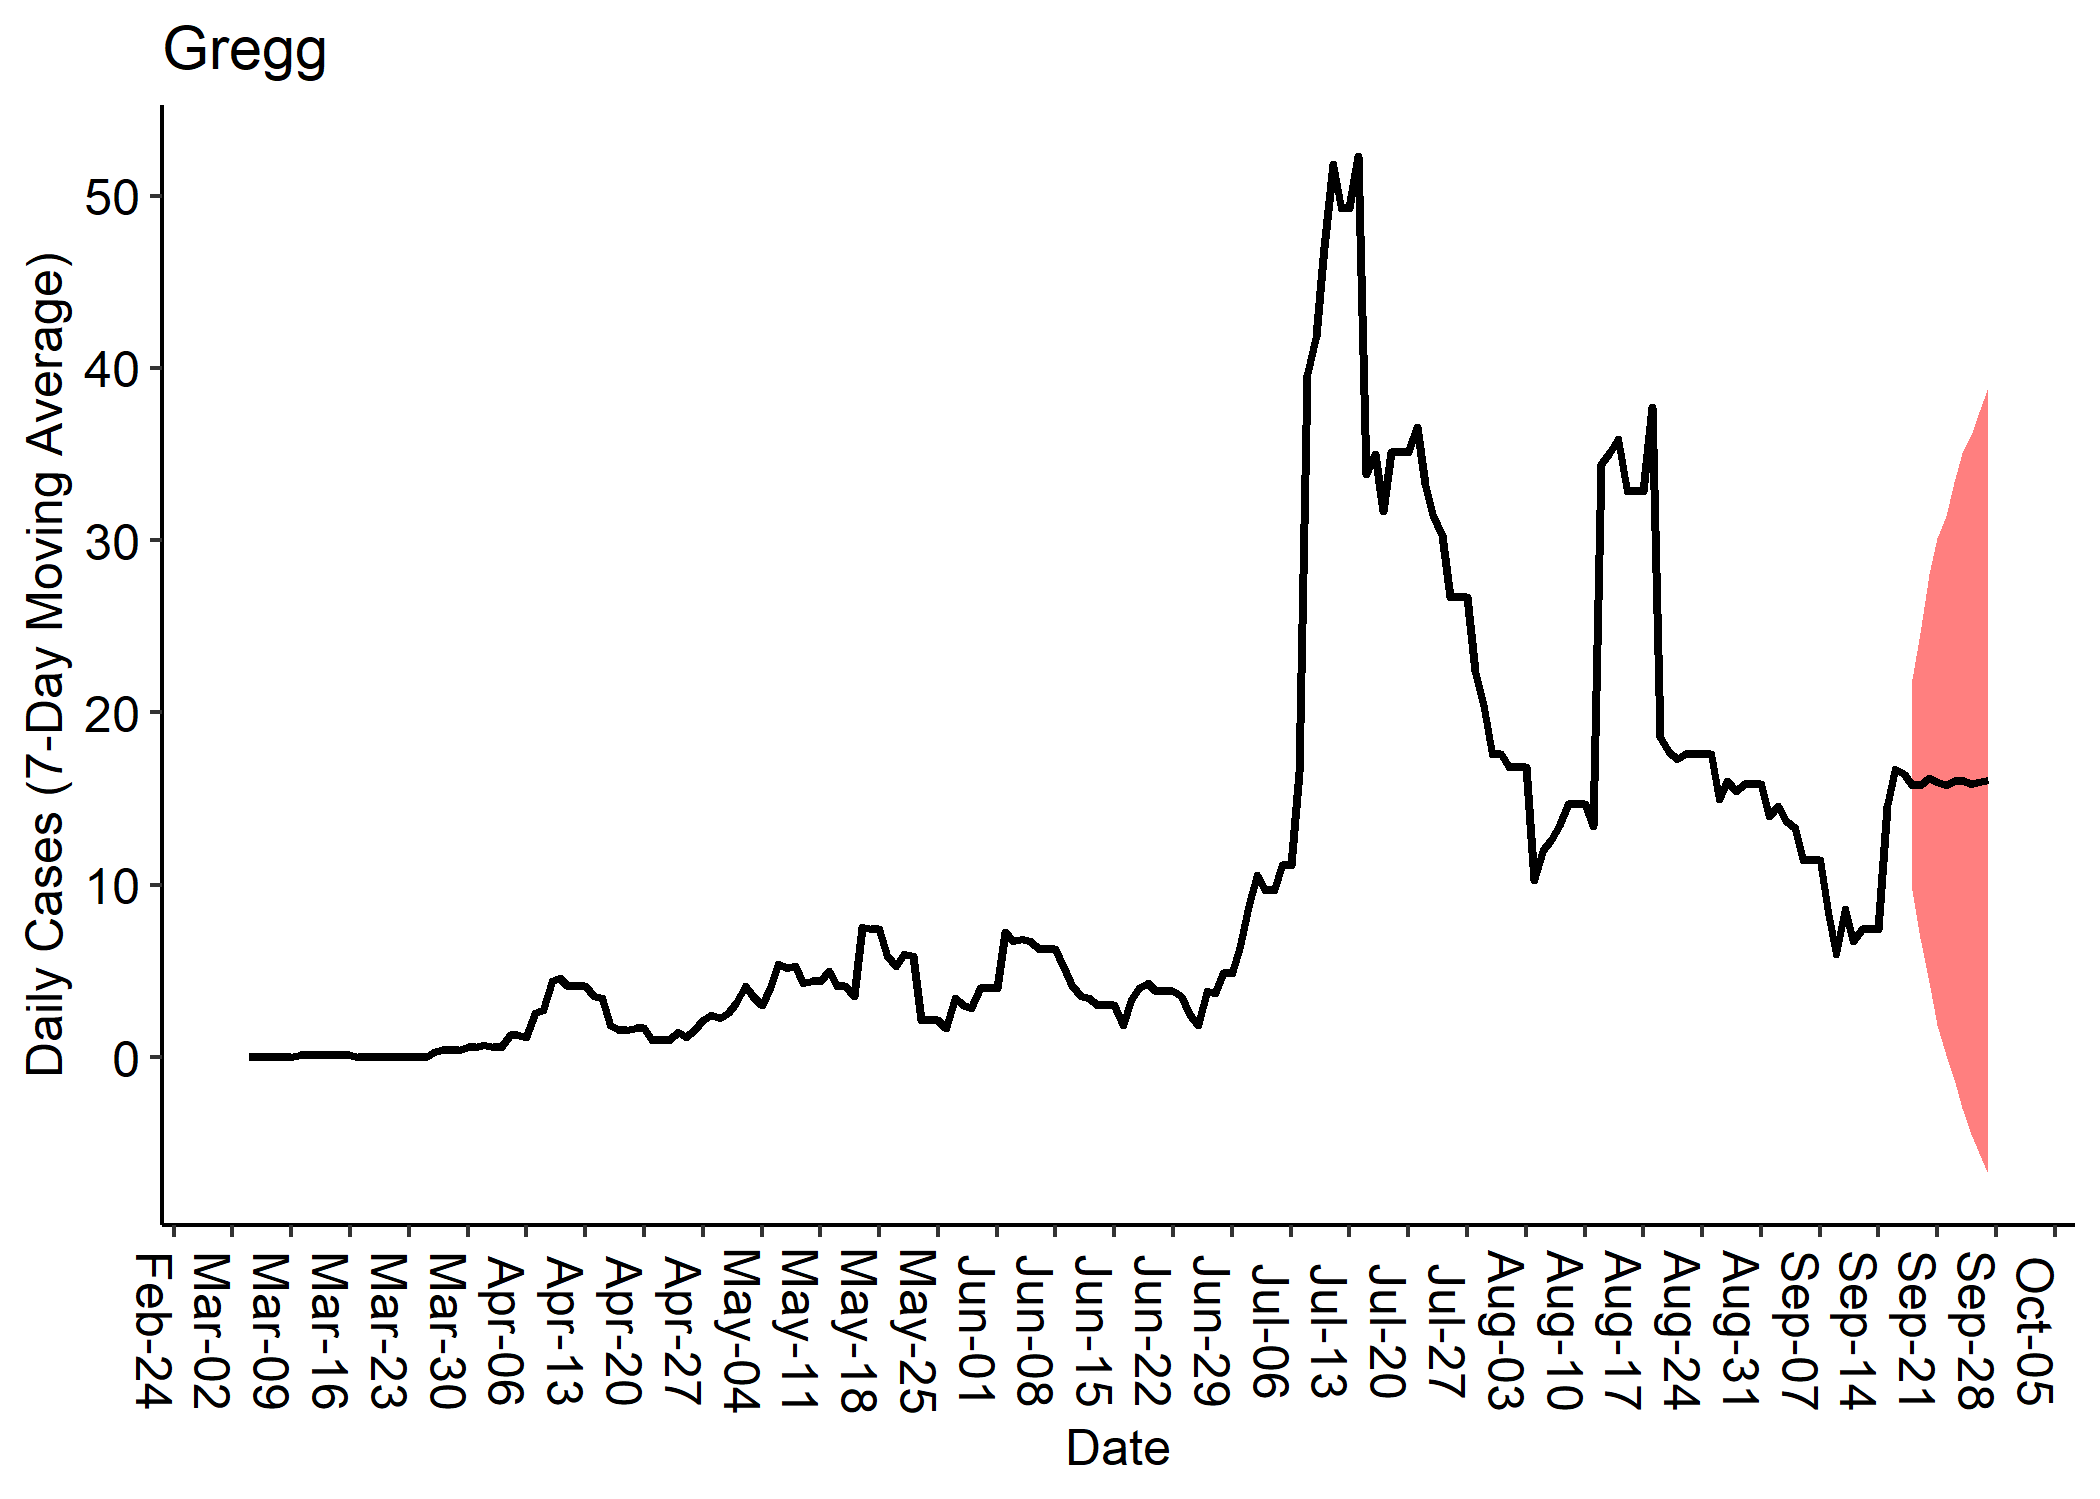 Gregg
Daily Cases (7-Day Moving Average)
50
40
30
20
10
0
Feb-24
Mar-02
Mar-09
Mar-16
Mar-23
Mar-30
Apr-06
Apr-13
Apr-20
Apr-27
May-04
May-11
May-18
May-25
Jun-01
Jun-08
Jun-15
Jun-22
Jun-29
Jul-06
Jul-13
Jul-20
Jul-27
Aug-03
Aug-10
Aug-17
Aug-24
Aug-31
Sep-07
Sep-14
Sep-21
Sep-28
Oct-05
Date